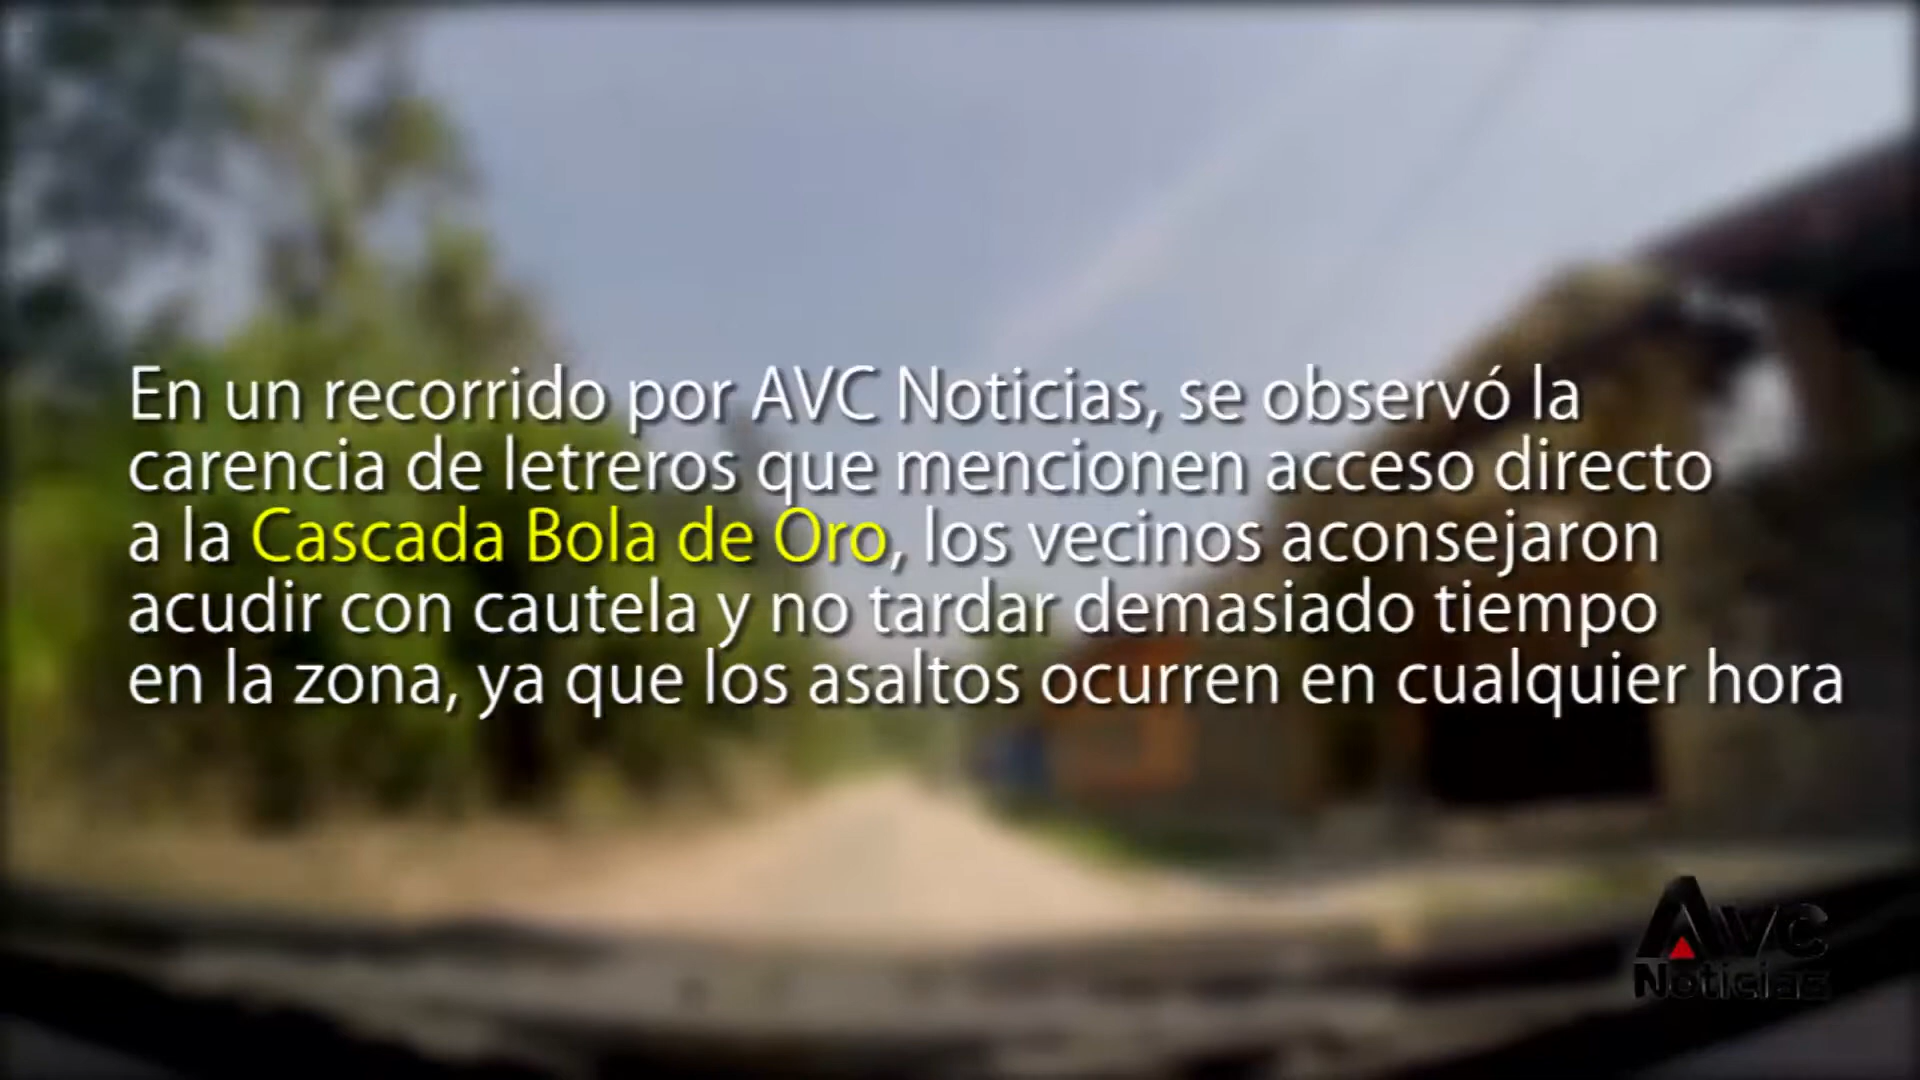 En un recorrido por AVC Noticias, se observó la
carencia de letreros que mencionen acceso directo
a la Cascada Bola de Oro, los vecinos aconsejaron
acudir con cautela y no tardar demasiado tiempo
en la zona, ya que los asaltos ocurren en cualquier hora
AVC
Noticias